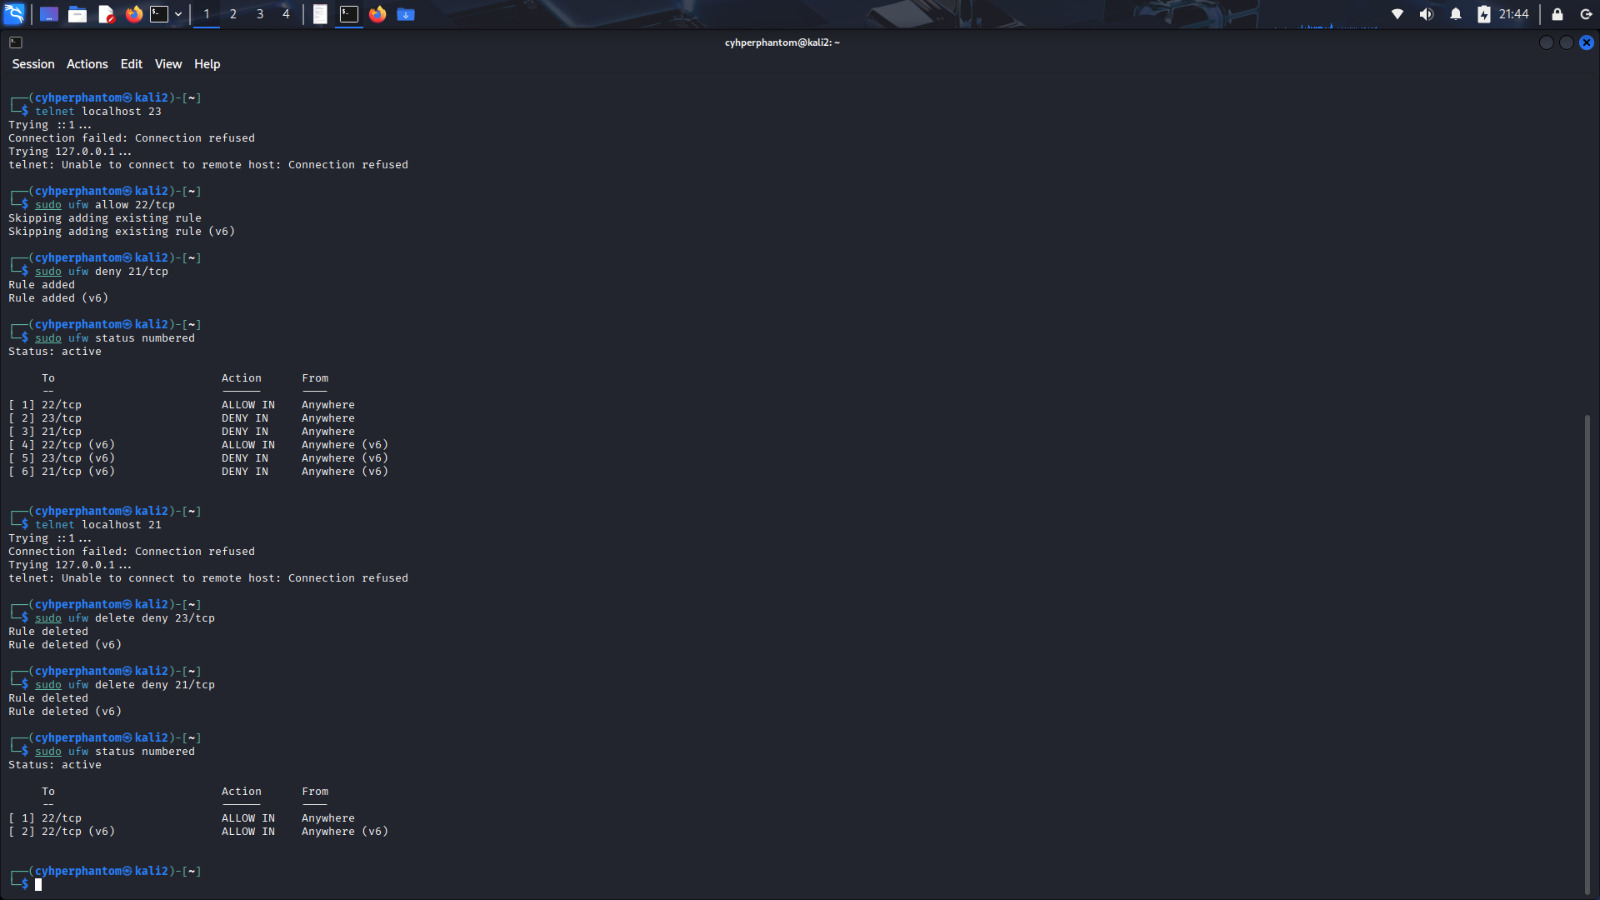 1 2 3 4
21:44
cyhperphantom@kali2: ~
Session Actions Edit View Help
┌──(cyhperphantom㉿kali2)-[~]
└─$ telnet localhost 23
Trying ::1...
Connection failed: Connection refused
Trying 127.0.0.1...
telnet: Unable to connect to remote host: Connection refused
┌──(cyhperphantom㉿kali2)-[~]
└─$ sudo ufw allow 22/tcp
Skipping adding existing rule
Skipping adding existing rule (v6)
┌──(cyhperphantom㉿kali2)-[~]
└─$ sudo ufw deny 21/tcp
Rule added
Rule added (v6)
┌──(cyhperphantom㉿kali2)-[~]
└─$ sudo ufw status numbered
Status: active
To Action From
-- ------ ----
[ 1] 22/tcp ALLOW IN Anywhere
[ 2] 23/tcp DENY IN Anywhere
[ 3] 21/tcp DENY IN Anywhere
[ 4] 22/tcp (v6) ALLOW IN Anywhere (v6)
[ 5] 23/tcp (v6) DENY IN Anywhere (v6)
[ 6] 21/tcp (v6) DENY IN Anywhere (v6)
┌──(cyhperphantom㉿kali2)-[~]
└─$ telnet localhost 21
Trying ::1...
Connection failed: Connection refused
Trying 127.0.0.1...
telnet: Unable to connect to remote host: Connection refused
┌──(cyhperphantom㉿kali2)-[~]
└─$ sudo ufw delete deny 23/tcp
Rule deleted
Rule deleted (v6)
┌──(cyhperphantom㉿kali2)-[~]
└─$ sudo ufw delete deny 21/tcp
Rule deleted
Rule deleted (v6)
┌──(cyhperphantom㉿kali2)-[~]
└─$ sudo ufw status numbered
Status: active
To Action From
-- ------ ----
[ 1] 22/tcp ALLOW IN Anywhere
[ 2] 22/tcp (v6) ALLOW IN Anywhere (v6)
┌──(cyhperphantom㉿kali2)-[~]
└─$